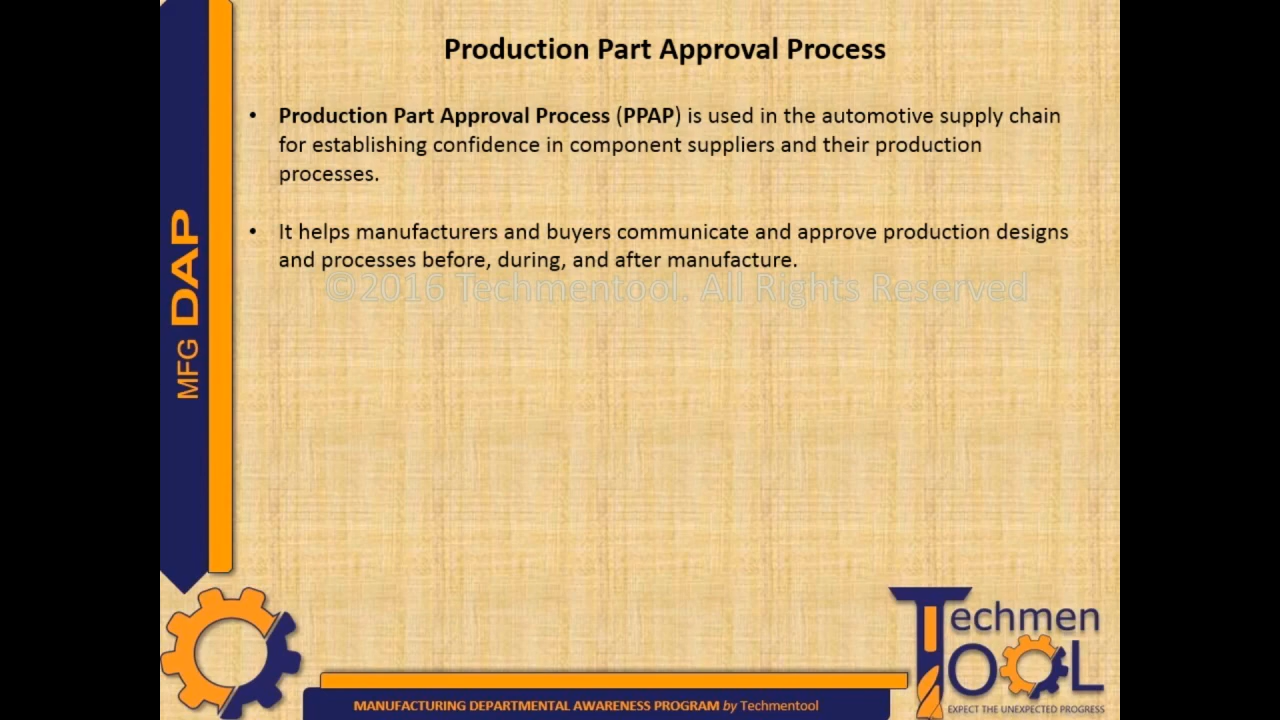 Production Part Approval Process
• Production Part Approval Process (PPAP) is used in the automotive supply chain
for establishing confidence in component suppliers and their production
processes.
• It helps manufacturers and buyers communicate and approve production designs
and processes before, during, and after manufacture.
©2016 Techmentool. All Rights Reserved
MFG DAP
Techmen
TOOL
EXPECT THE UNEXPECTED PROGRESS
MANUFACTURING DEPARTMENTAL AWARENESS PROGRAM by Techmentool